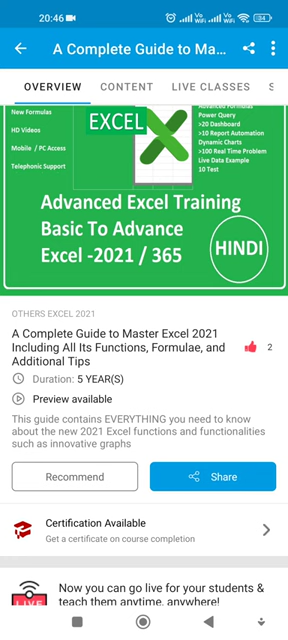 20:46
Vo
WiFi
Vo
WiFi
84
A Complete Guide to Mas...
OVERVIEW
CONTENT
LIVE CLASSES
S
New Formulas
HD Videos
Mobile / PC Access
Telephonic Support
EXCEL
Advanced Formulas
Power Query
>20 Dashboard
>10 Report Automation
Dynamic Charts
>100 Real Time Problem
Live Data Example
10 Test
Advanced Excel Training
Basic To Advance
Excel -2021 / 365
HINDI
OTHERS EXCEL 2021
A Complete Guide to Master Excel 2021
Including All Its Functions, Formulae, and
Additional Tips
2
Duration: 5 YEAR(S)
Preview available
This guide contains EVERYTHING you need to know
about the new 2021 Excel functions and functionalities
such as innovative graphs
Recommend
Share
Certification Available
Get a certificate on course completion
Now you can go live for your students &
teach them anytime, anywhere!
LIVE